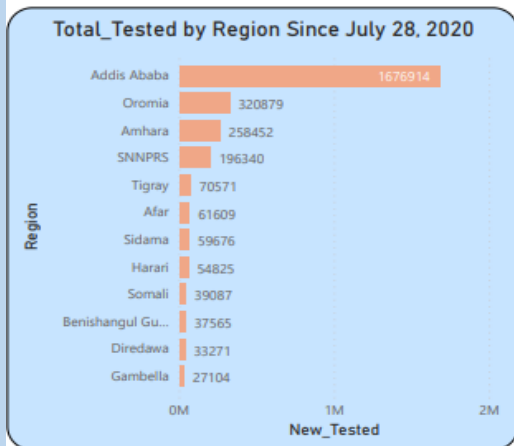 Total_Tested by Region Since July 28, 2020
Addis Ababa 1676914
Oromia 320879
Amhara 258452
SNNPRS 196340
Tigray 70571
Afar 61609
Sidama 59676
Harari 54825
Somali 39087
Benishangul Gu... 37565
Diredawa 33271
Gambella 27104
Region
0M 1M 2M
New_Tested